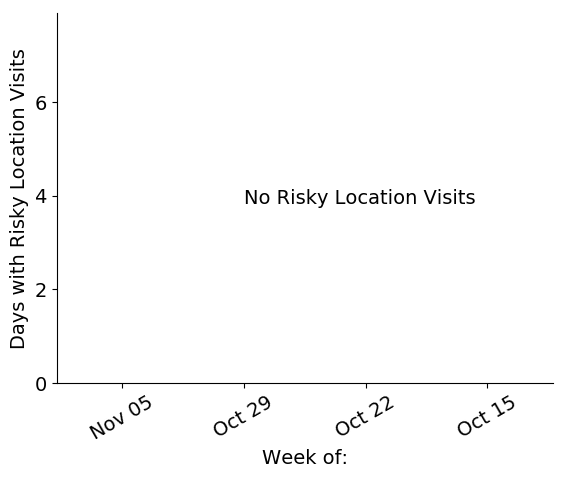 Days with Risky Location Visits
6
4
2
0
No Risky Location Visits
Nov 05
Oct 29
Oct 22
Oct 15
Week of: